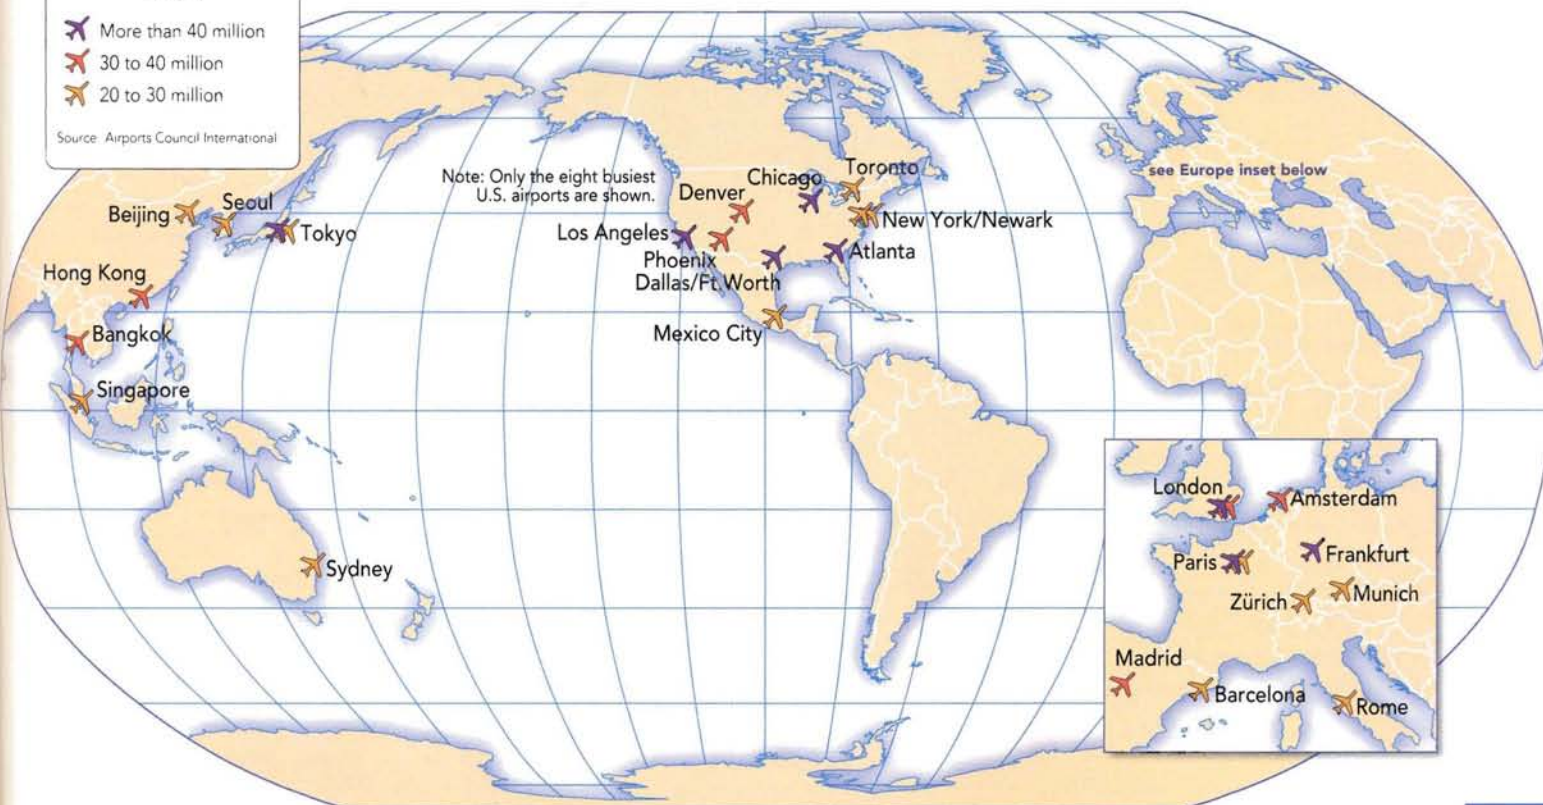 More than 40 million
30 to 40 million
20 to 30 million
Source Airports Council International
Note: Only the eight busiest
U.S. airports are shown.
see Europe inset below
Beijing
Seoul
Tokyo
Hong Kong
Bangkok
Singapore
Sydney
Los Angeles
Denver
Chicago
Toronto
New York/Newark
Phoenix
Atlanta
Dallas/Ft.Worth
Mexico City
London
Amsterdam
Paris
Frankfurt
Zürich
Munich
Madrid
Barcelona
Rome